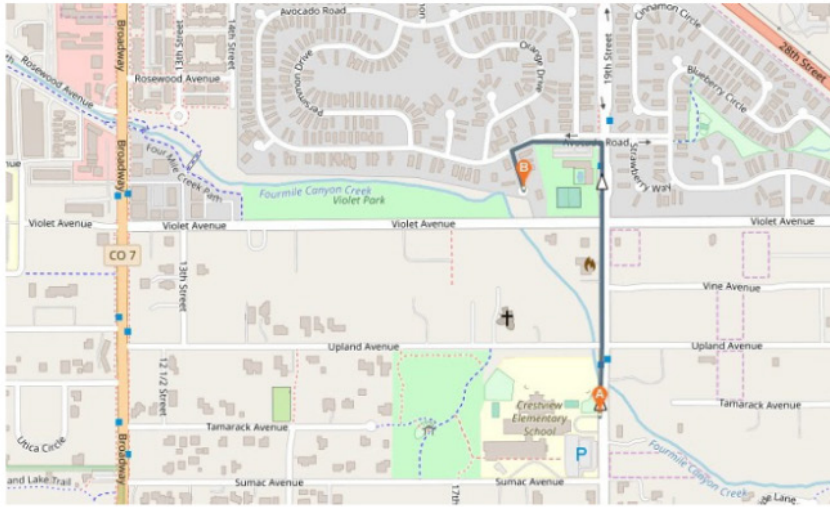 Avocado Road
Cinnamon Circle
28th Street
Broadway
13th Street
14th Street
Orange Drive
19th Street
Blueberry Circle
Rosewood Avenue
Rosewood Avenue
Persimmon Drive
Avocado Road
B
Strawberry Way
Broadway
Four Mile Creek Path
Fourmile Canyon Creek
Violet Park
Violet Avenue
Violet Avenue
Violet Avenue
Violet Avenue
CO 7
13th Street
Vine Avenue
Upland Avenue
Upland Avenue
12 1/2 Street
A
Crestview
Elementary
School
Tamarack Avenue
Tamarack Avenue
Utica Circle
Broadway
P
Fourmile Canyon Creek
and Lake Trail
Sumac Avenue
Sumac Avenue
17th
ge Lane